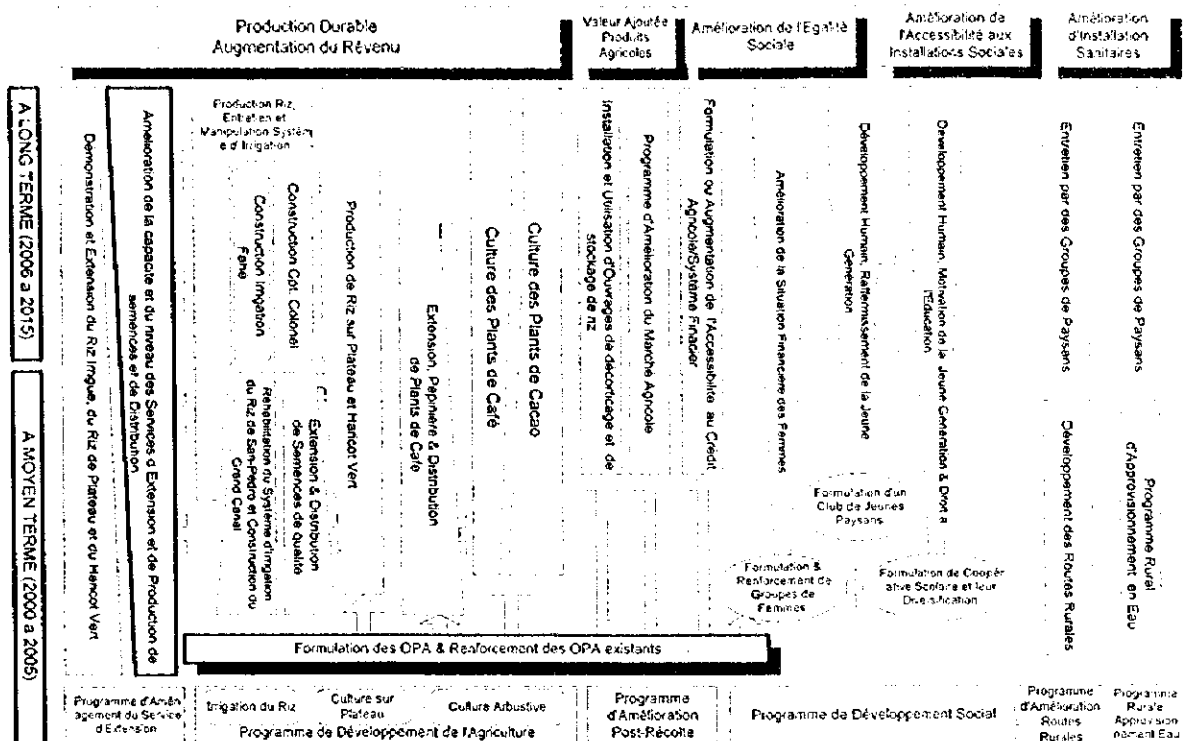 Production Durable
Augmentation du Révenu
Valeur Ajoutée
Produits
Agricoles
Amélioration de l'Egalité
Sociale
Amélioration de
l'Accessibilité aux
Installations Sociales
Amélioration
d'Installation
Sanitaires
A LONG TERME (2006 a 2015)
A MOYEN TERME (2000 a 2005)
Démonstration et Extension du Riz Irrigue, du Riz de Plateau et du Haricot Vert
Amelioration de la capacite et du niveau des Services d Extension et de Production de
semences et de Distribution
Production Riz,
Entretien et
Manipulation Systèm
e d'Irrigation
Construction Irrigation
Fahé
Construction Côt. Colonel
Réhabilitation du Système d'Irrigation
du Riz de San-Pedro et Construction du
Grand Canal
Extension & Distribution
de Semences de qualité
Production de Riz sur Plateau et Haricot Vert
Extension, Pépinière & Distribution
de Plants de Café
Culture des Plants de Café
Culture des Plants de Cacao
Installation et Utilisation d'Ouvrages de décorticage et de
stockage de riz
Programme d'Amélioration du Marché Agricole
Formulation ou Augmentation de l'Accessibilite au Crédit
Agricole/Système Finacier
Amélioration de la Situation Financiere des Femmes
Développement Humain, Raffermissement de la Jeune
Génération
Developpement Humain, Motivation de la Jeune Generation & Droit a
l'Éducation
Entretien par des Groupes de Paysans
Entretien par des Groupes de Paysans
Formulation d'un
Club de Jeunes
Paysans
Formulation &
Renforcement de
Groupes de
Femmes
Formulation de Coopér
ative Scolaire et leur
Diversification
Développement des Routes Rurales
Programme Rural
d'Approvisionnement en Eau
Formulation des OPA & Renforcement des OPA existants
Programme d'Amén
agement du Service
d'Extension
Irrigation du Riz
Culture sur
Plateau
Culture Arbustive
Programme de Développement de l'Agriculture
Programme
d'Amélioration
Post-Récolte
Programme de Développement Social
Programme
d'Amélioration
Routes
Rurales
Programme
Rurale
Approvision
nement Eau